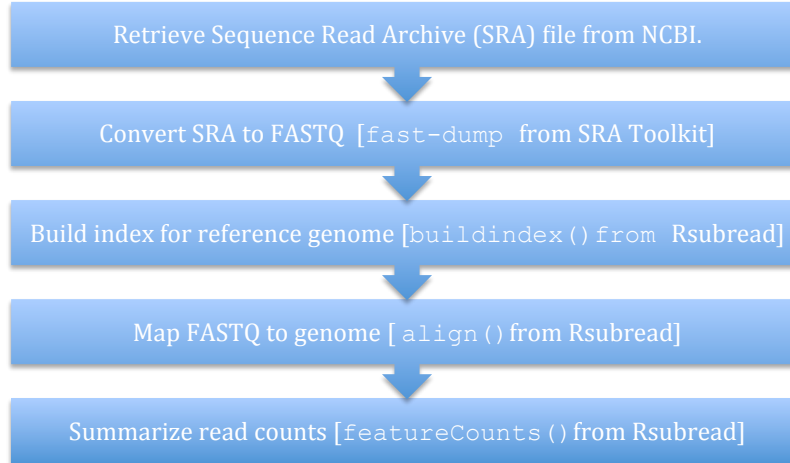 Retrieve Sequence Read Archive (SRA) file from NCBI.
Convert SRA to FASTQ [fast-dump from SRA Toolkit]
Build index for reference genome [buildindex()from Rsubread]
Map FASTQ to genome [ align()from Rsubread]
Summarize read counts [featureCounts()from Rsubread]